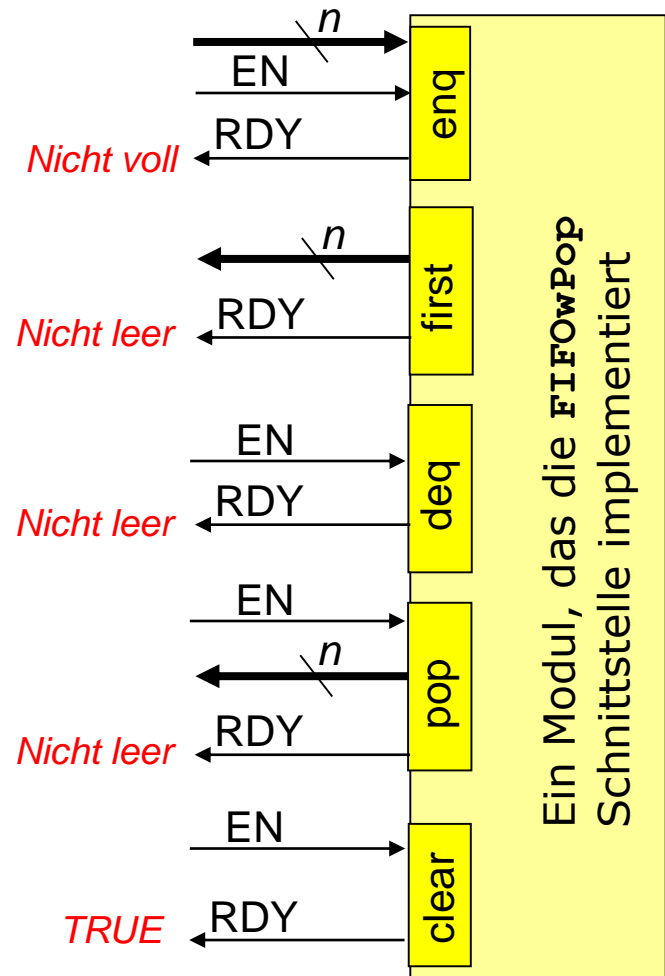 n
EN
enq
RDY
Nicht voll
n
first
RDY
Nicht leer
EN
deq
RDY
Nicht leer
EN
n
pop
RDY
Nicht leer
EN
clear
RDY
TRUE
Ein Modul, das die FIFOwPop
Schnittstelle implementiert